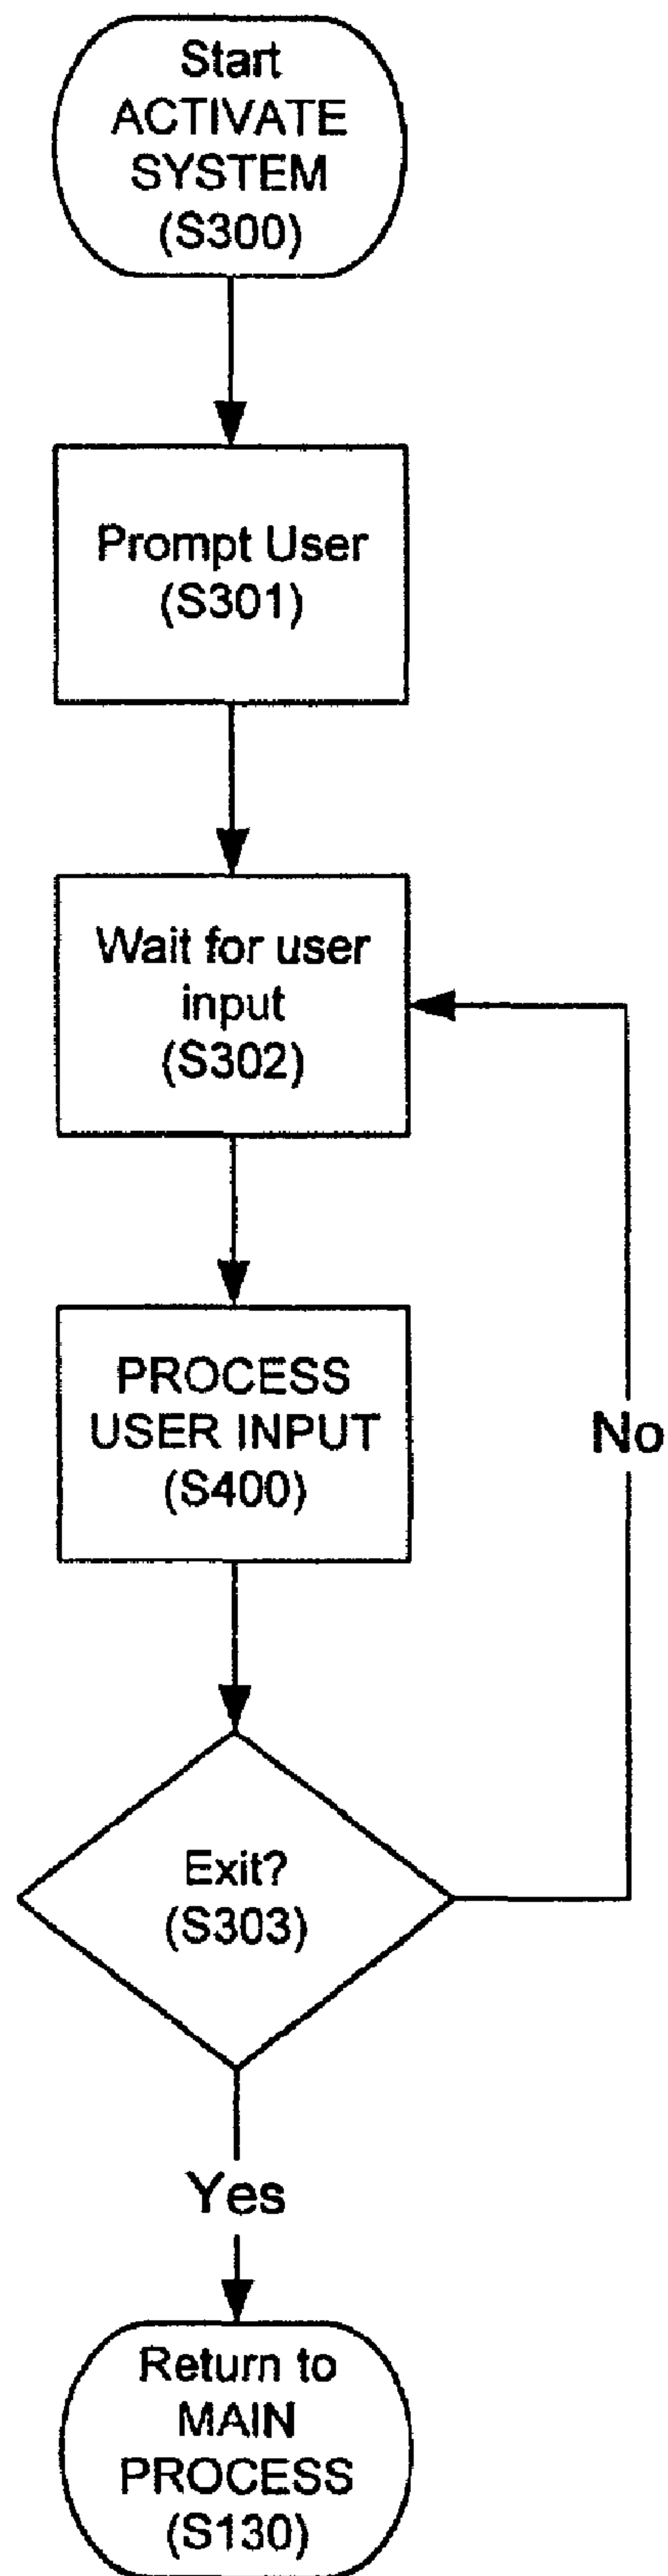 Start
ACTIVATE
SYSTEM
(S300)
Prompt User
(S301)
Wait for user
input
(S302)
PROCESS
USER INPUT
(S400)
No
Exit?
(S303)
Yes
Return to
MAIN
PROCESS
(S130)